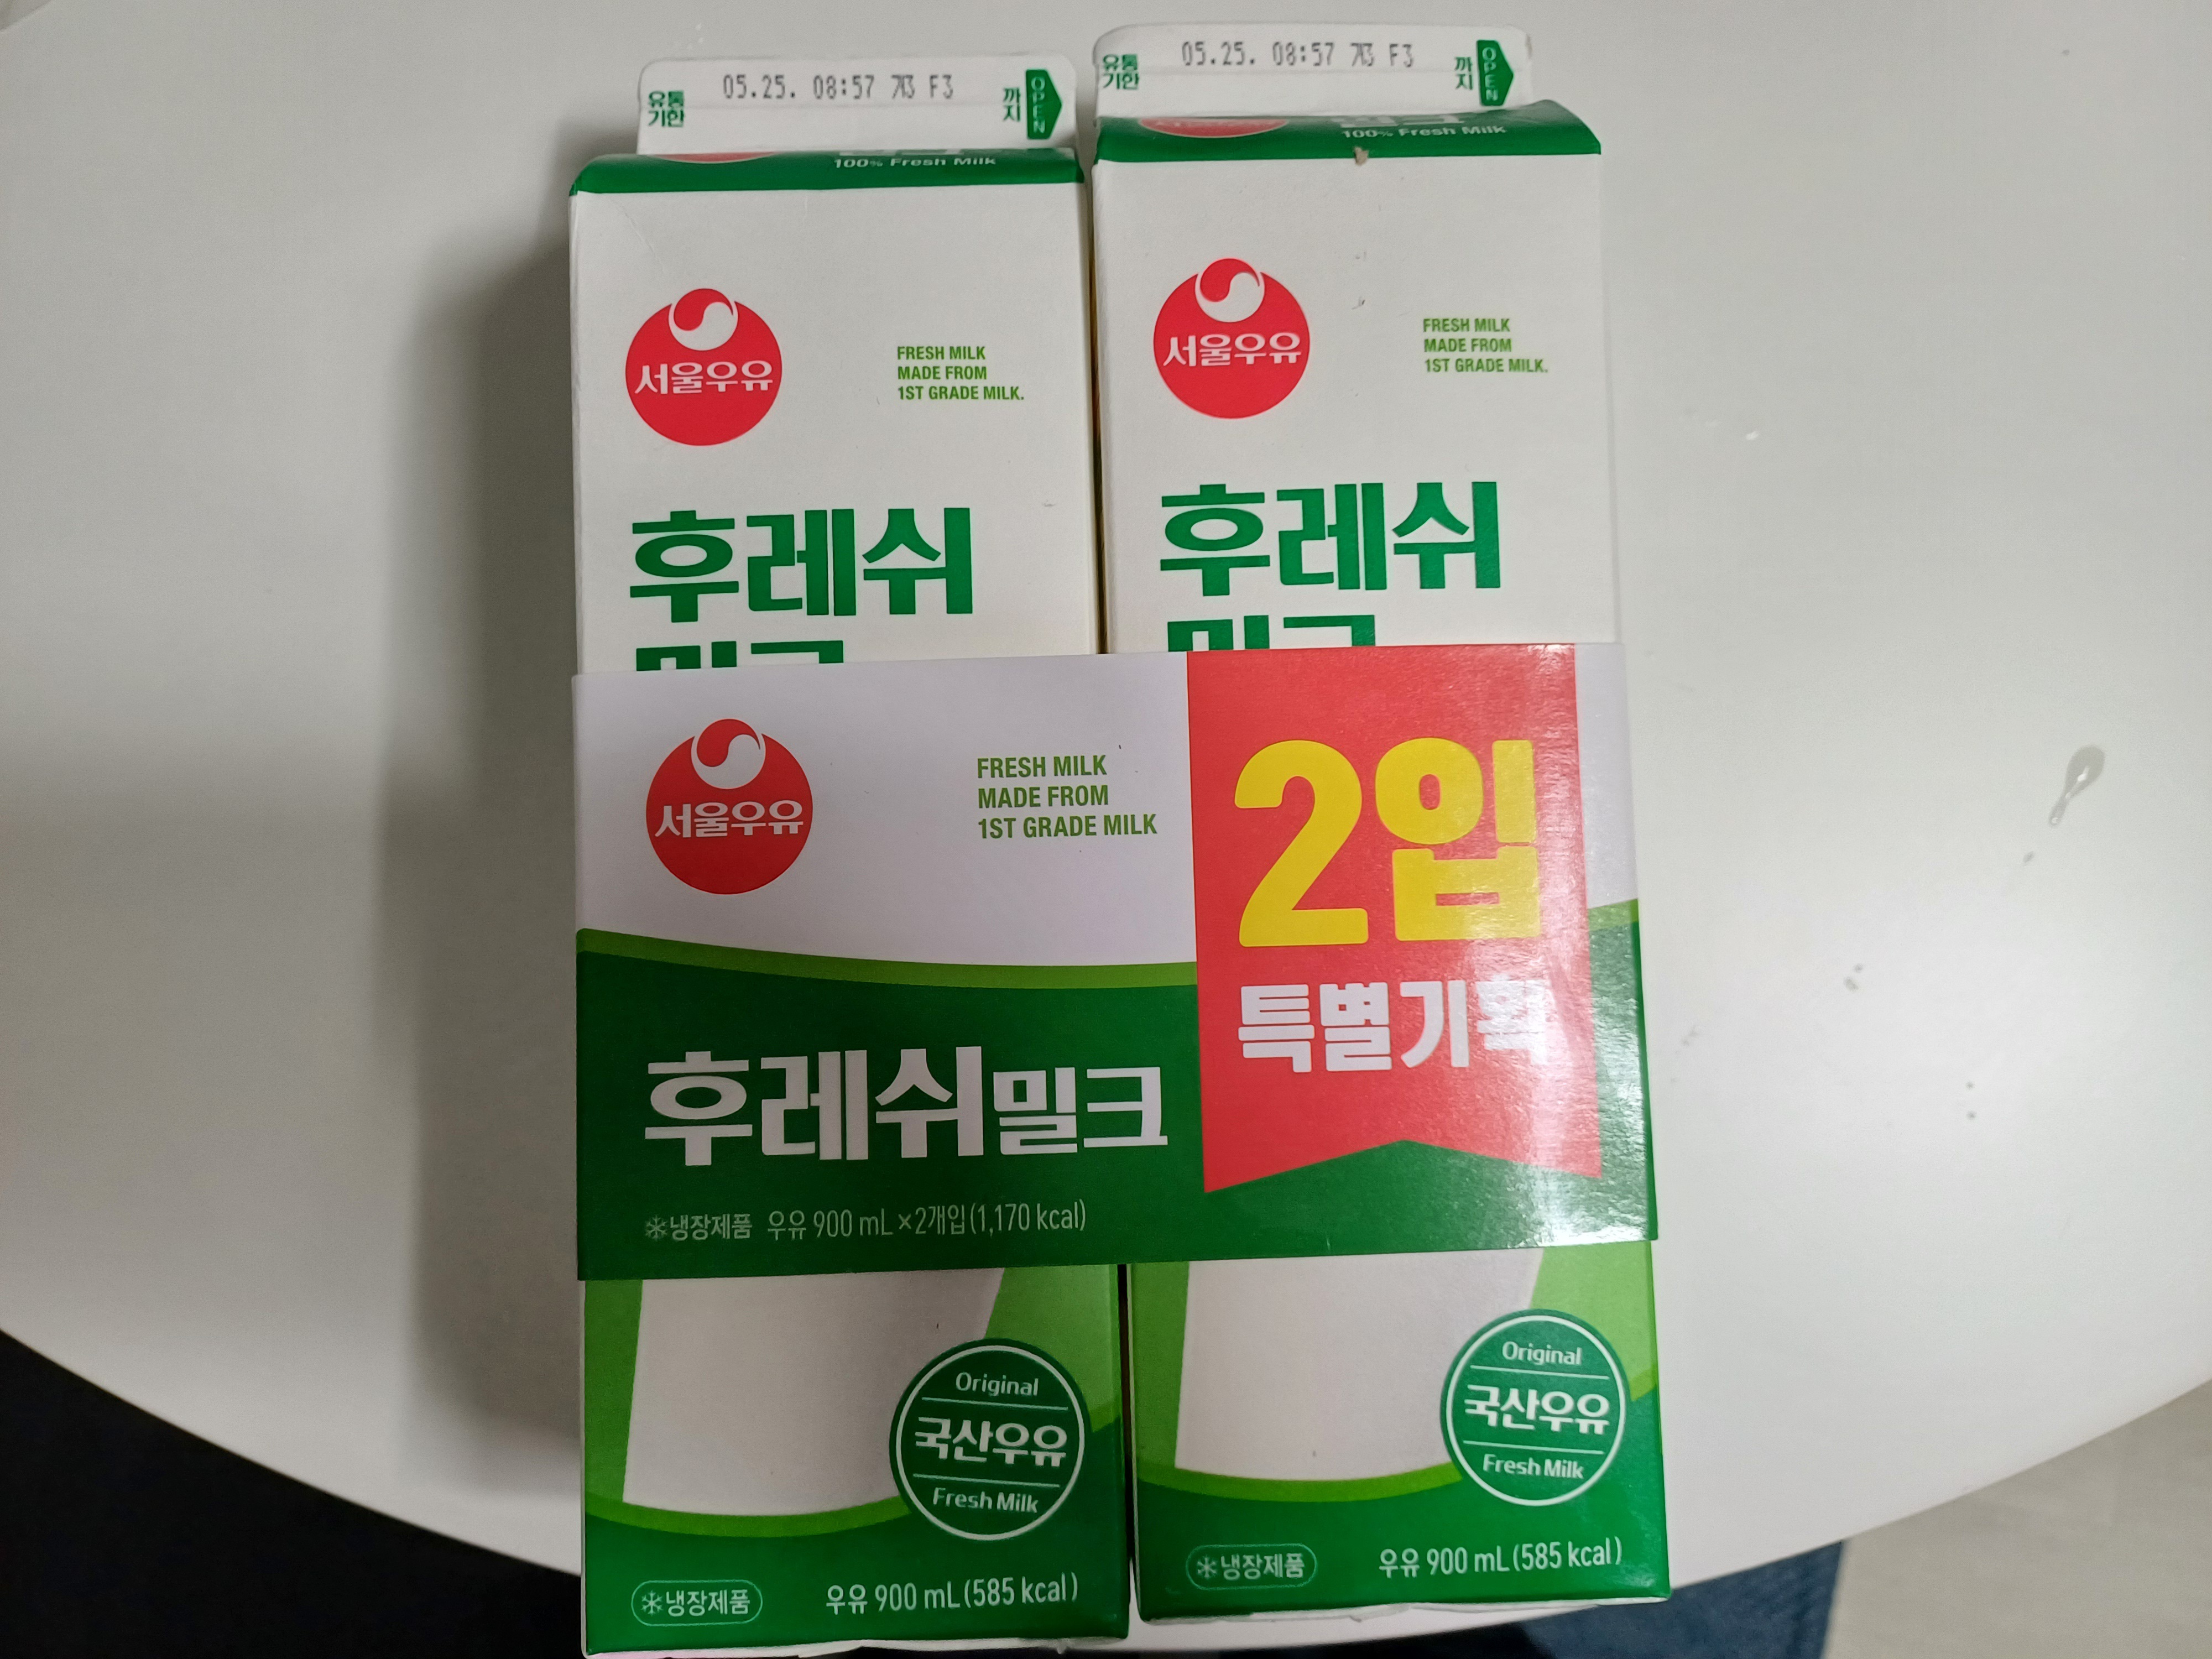 유통기한 05.25. 08:57 F3 까지 OPEN
100% Fresh Milk
서울우유
FRESH MILK
MADE FROM
1ST GRADE MILK.
후레쉬
밀크
유통기한 05.25. 08:57 F3 까지 OPEN
100% Fresh Milk
서울우유
FRESH MILK
MADE FROM
1ST GRADE MILK.
후레쉬
밀크
서울우유
FRESH MILK
MADE FROM
1ST GRADE MILK
2입
특별기획
후레쉬밀크
냉장제품 우유 900 mL×2개입(1,170 kcal)
Original
국산우유
Fresh Milk
냉장제품 우유 900 mL(585 kcal)
Original
국산우유
Fresh Milk
냉장제품 우유 900 mL(585 kcal)